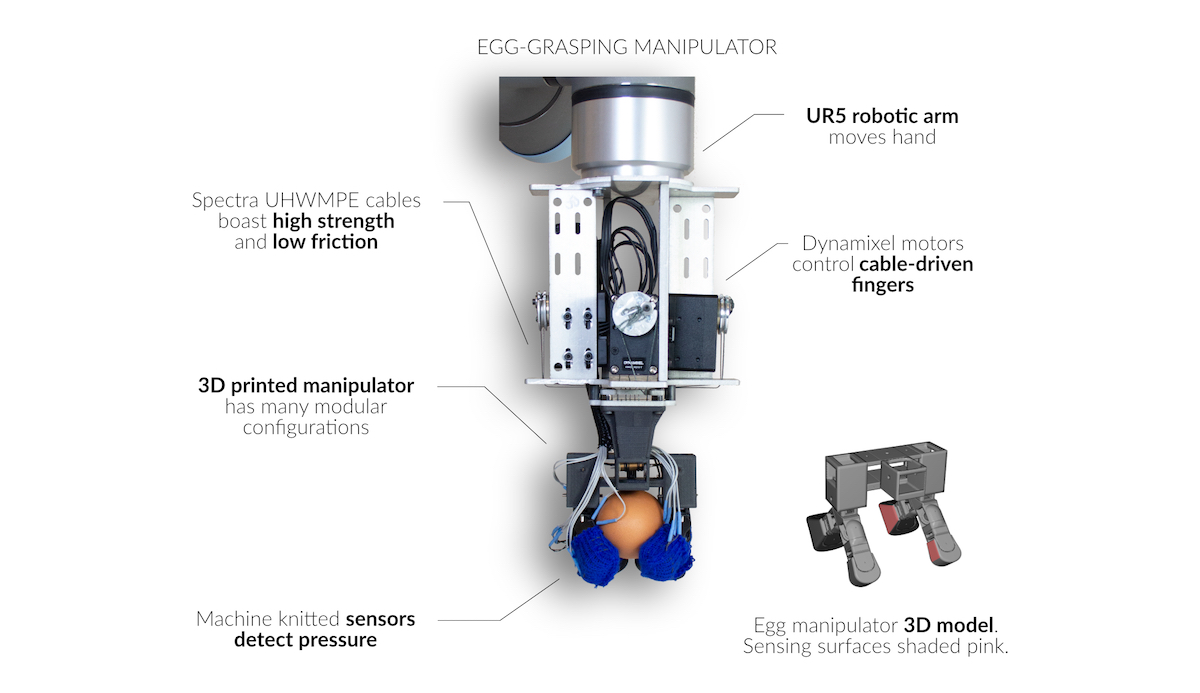 EGG-GRASPING MANIPULATOR
UR5 robotic arm
moves hand
Spectra UHWMPE cables
boast high strength
and low friction
Dynamixel motors
control cable-driven
fingers
3D printed manipulator
has many modular
configurations
Machine knitted sensors
detect pressure
Egg manipulator 3D model.
Sensing surfaces shaded pink.